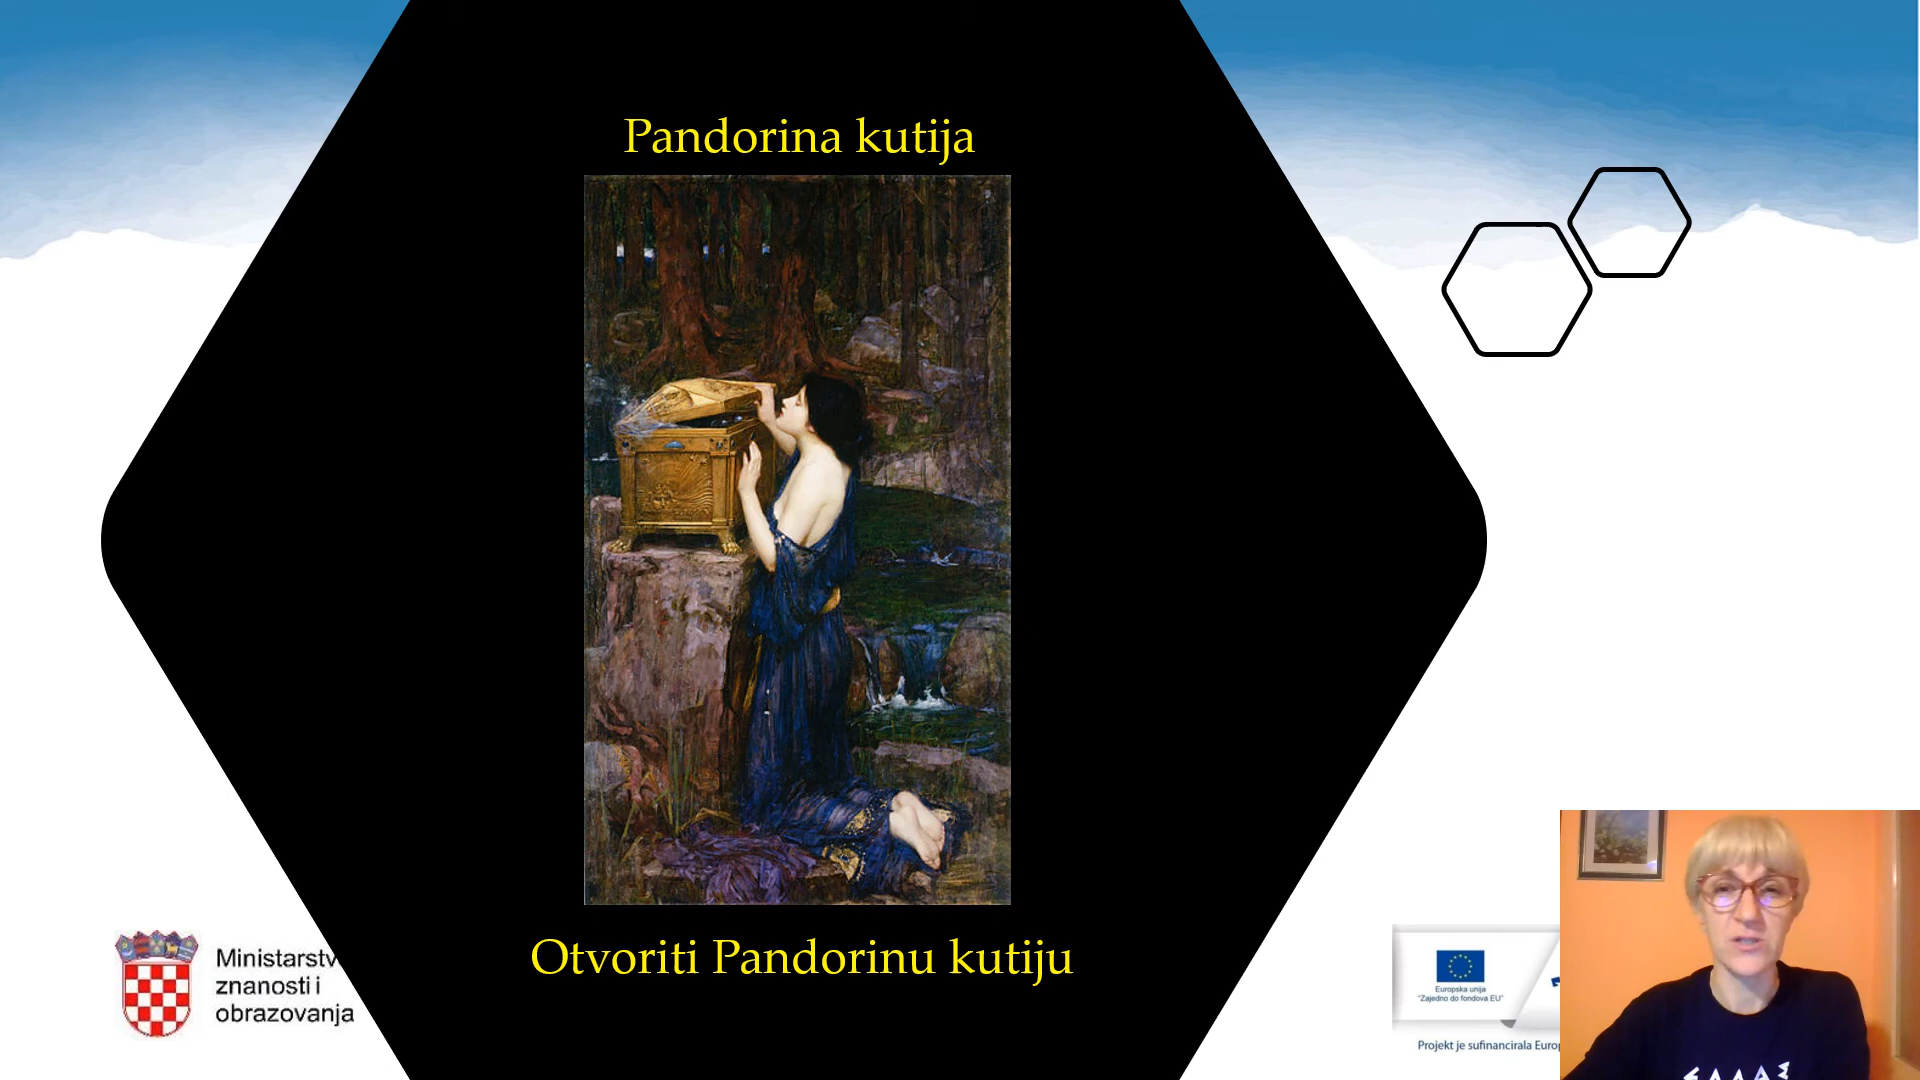 Pandorina kutija
Otvoriti Pandorinu kutiju
Ministarstv
znanosti i
obrazovanja
Europska unija
"Zajedno do fondova EU"
Projekt je sufinancirala Europ